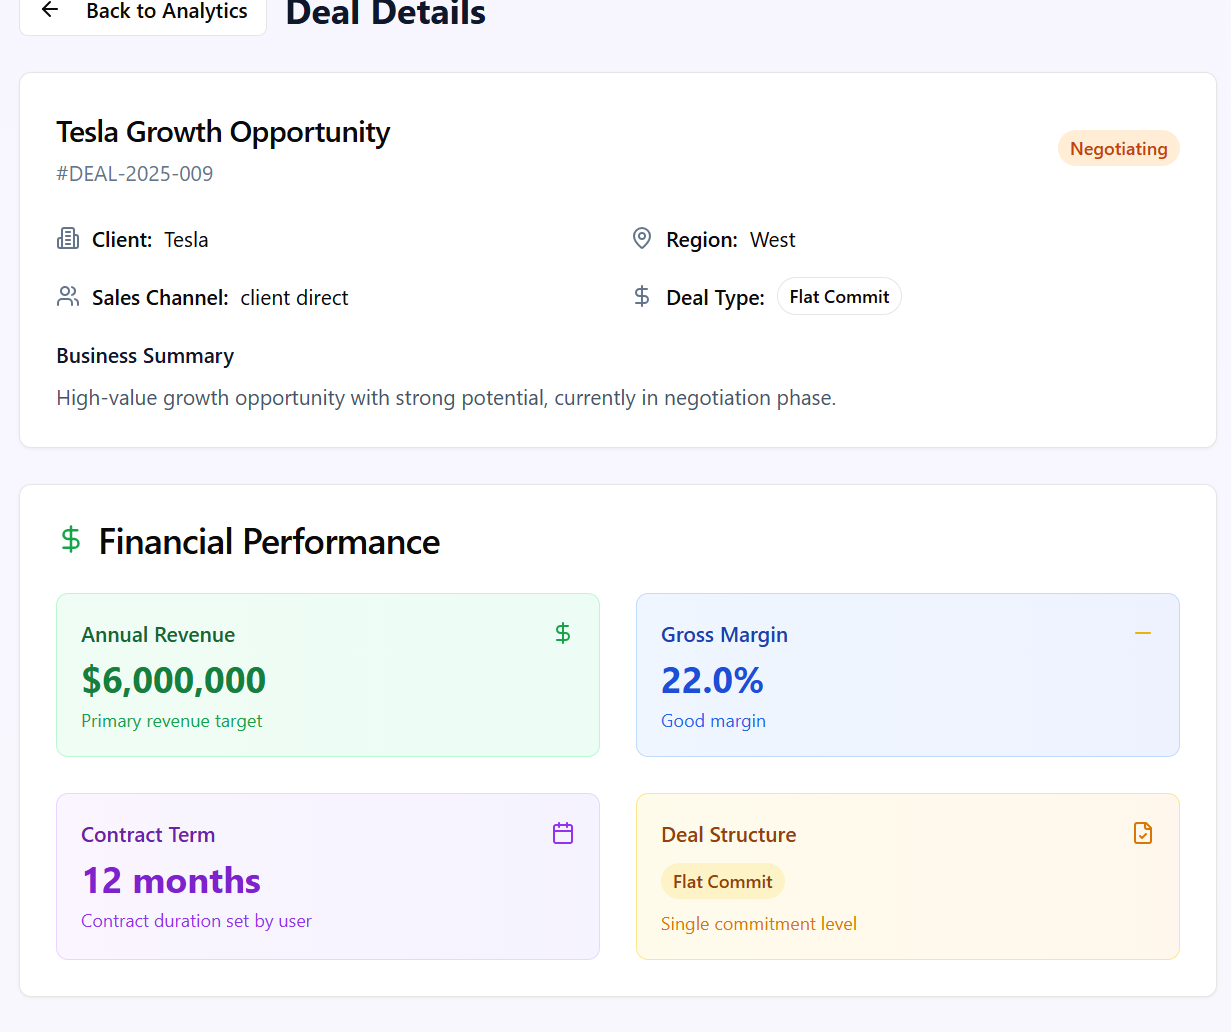 Back to Analytics
Deal Details
Tesla Growth Opportunity
#DEAL-2025-009
Negotiating
Client: Tesla
Region: West
Sales Channel: client direct
Deal Type: Flat Commit
Business Summary
High-value growth opportunity with strong potential, currently in negotiation phase.
$ Financial Performance
Annual Revenue
$
$6,000,000
Primary revenue target
Gross Margin
22.0%
Good margin
Contract Term
12 months
Contract duration set by user
Deal Structure
Flat Commit
Single commitment level